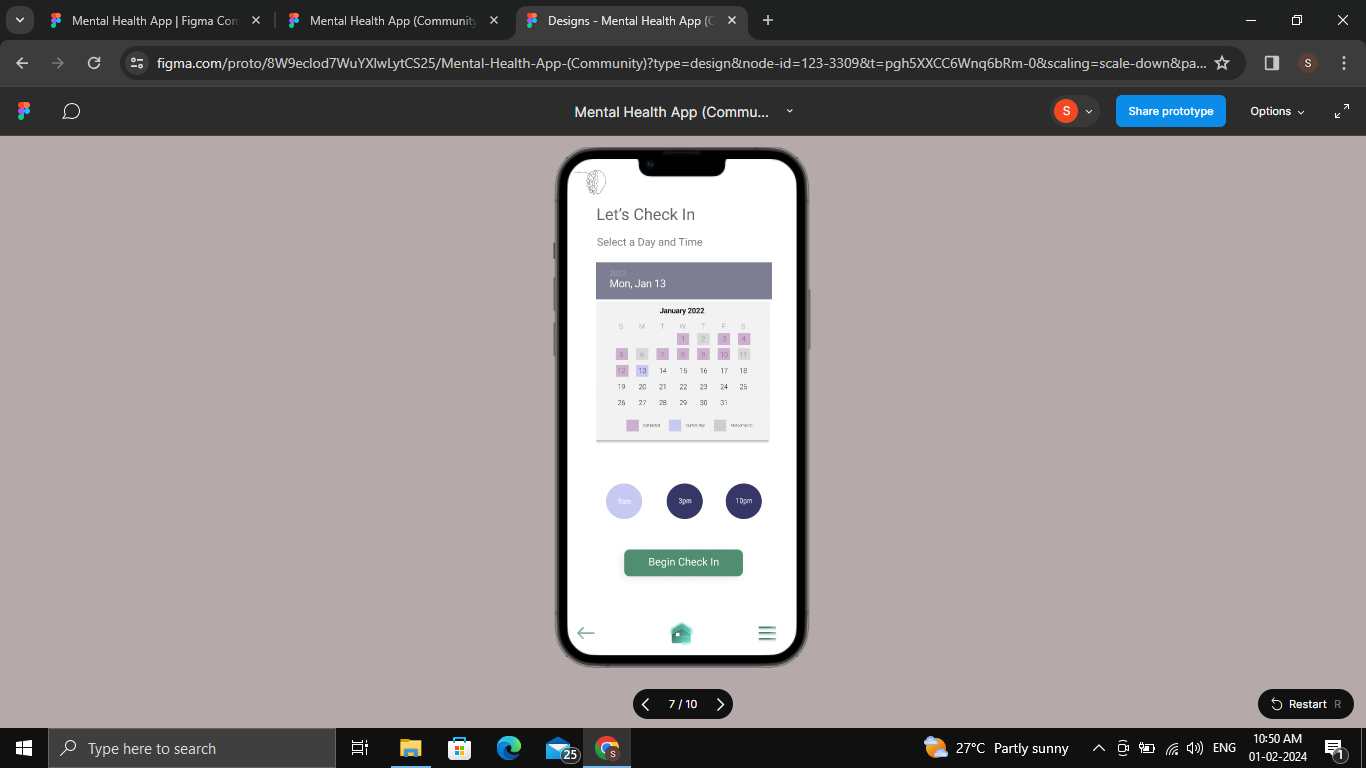 Mental Health App | Figma Con
Mental Health App (Community
Designs - Mental Health App (C
figma.com/proto/8W9eclod7WuYXlwLytCS25/Mental-Health-App-(Community)?type=design&node-id=123-3309&t=pgh5XXCC6Wnq6bRm-0&scaling=scale-down&pa...
S
Mental Health App (Commu...
S
Share prototype
Options
Let's Check In
Select a Day and Time
2022
Mon, Jan 13
January 2022
S M T W T F S
1 2 3 4
5 6 7 8 9 10 11
12 13 14 15 16 17 18
19 20 21 22 23 24 25
26 27 28 29 30 31
Completed Current Day
9am 3pm 10pm
Begin Check In
7 / 10
Restart R
Type here to search
25
S
27°C Partly sunny
ENG
10:50 AM
01-02-2024
1